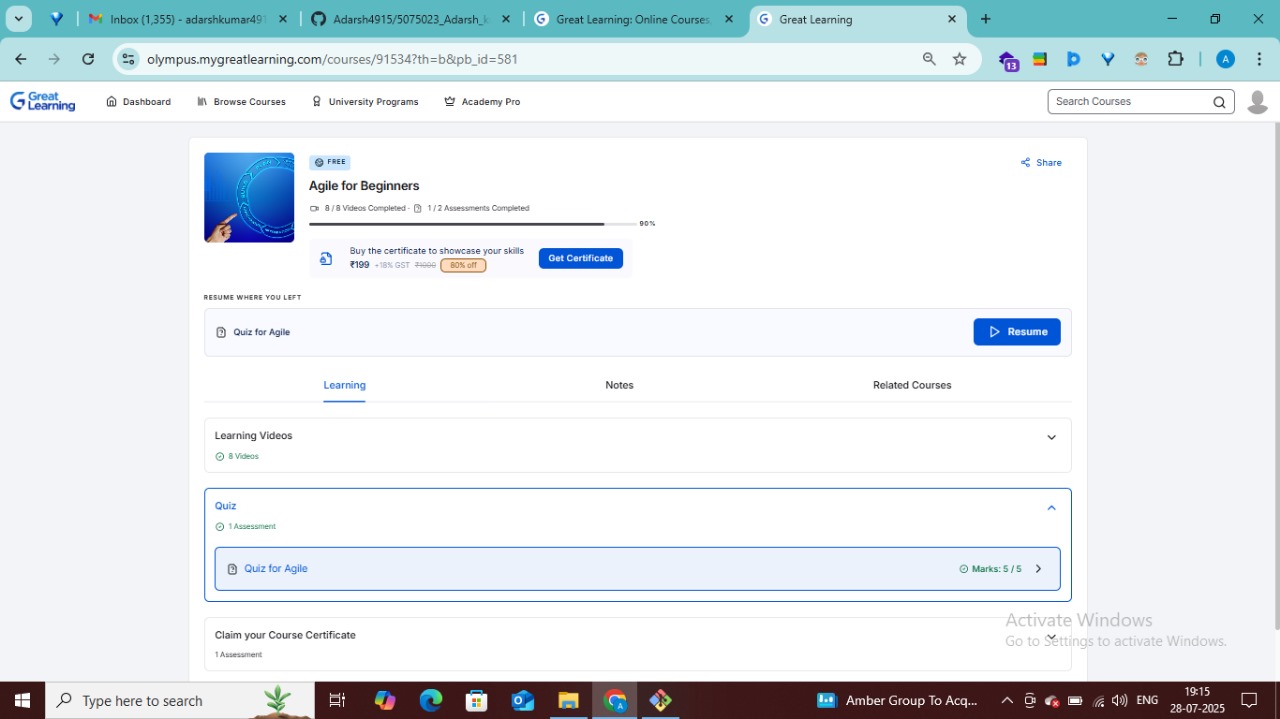 Inbox (1,355) - adarshkumar491
Adarsh4915/5075023_Adarsh_k
Great Learning: Online Courses,
Great Learning
olympus.mygreatlearning.com/courses/91534?th=b&pb_id=581
13
A
Great Learning
Dashboard
Browse Courses
University Programs
Academy Pro
Search Courses
FREE
Share
Agile for Beginners
8 / 8 Videos Completed · 1 / 2 Assessments Completed
90%
Buy the certificate to showcase your skills
₹199 +18% GST ₹1000 80% off
Get Certificate
RESUME WHERE YOU LEFT
Quiz for Agile
Resume
Learning
Notes
Related Courses
Learning Videos
8 Videos
Quiz
1 Assessment
Quiz for Agile
Marks: 5 / 5
Claim your Course Certificate
1 Assessment
Activate Windows
Go to Settings to activate Windows.
Type here to search
Amber Group To Acq...
ENG
19:15
28-07-2025